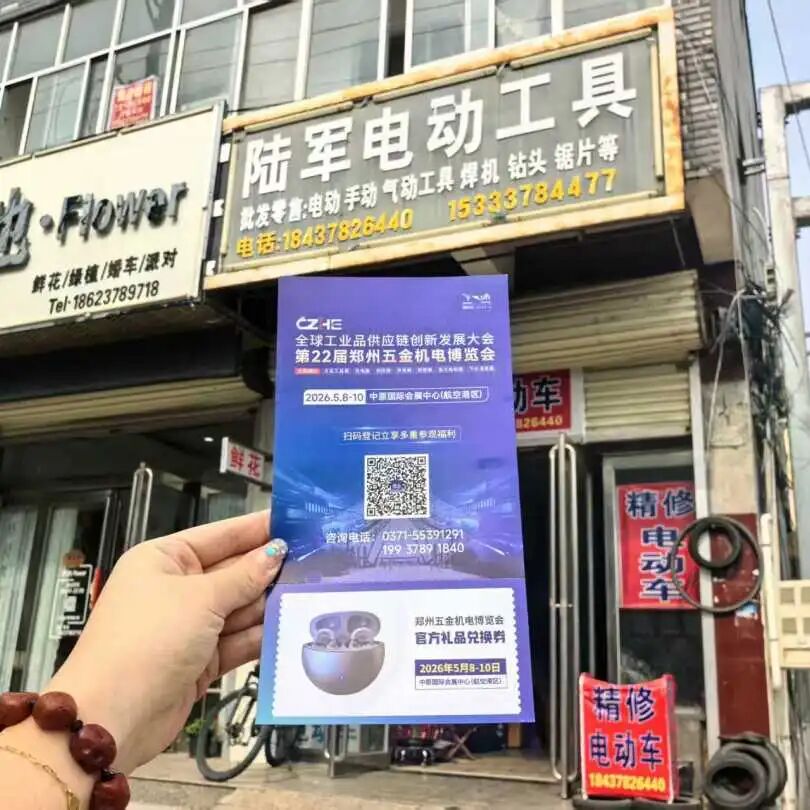 陆军电动工具
批发零售:电动 手动 气动工具 焊机 钻头 锯片等
电话:18437826440 15333784477
·Flower
鲜花/绿植/婚车/派对
Tel·18623789718
鲜花
CZHE
全球工业品供应链创新发展大会
第22届郑州五金机电博览会
2026.5.8-10 中原国际会展中心(航空港区)
扫码登记立享多重参观福利
咨询电话: 0371-55391291
199 3789 1840
郑州五金机电博览会
官方礼品兑换券
2026年5月8-10日
中原国际会展中心(航空港区)
动车
26440
精修
电动车
精修
电动车
18437826440